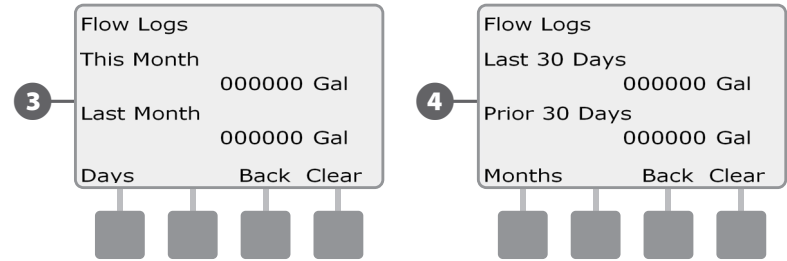 3
Flow Logs
This Month
000000 Gal
Last Month
000000 Gal
Days Back Clear
4
Flow Logs
Last 30 Days
000000 Gal
Prior 30 Days
000000 Gal
Months Back Clear